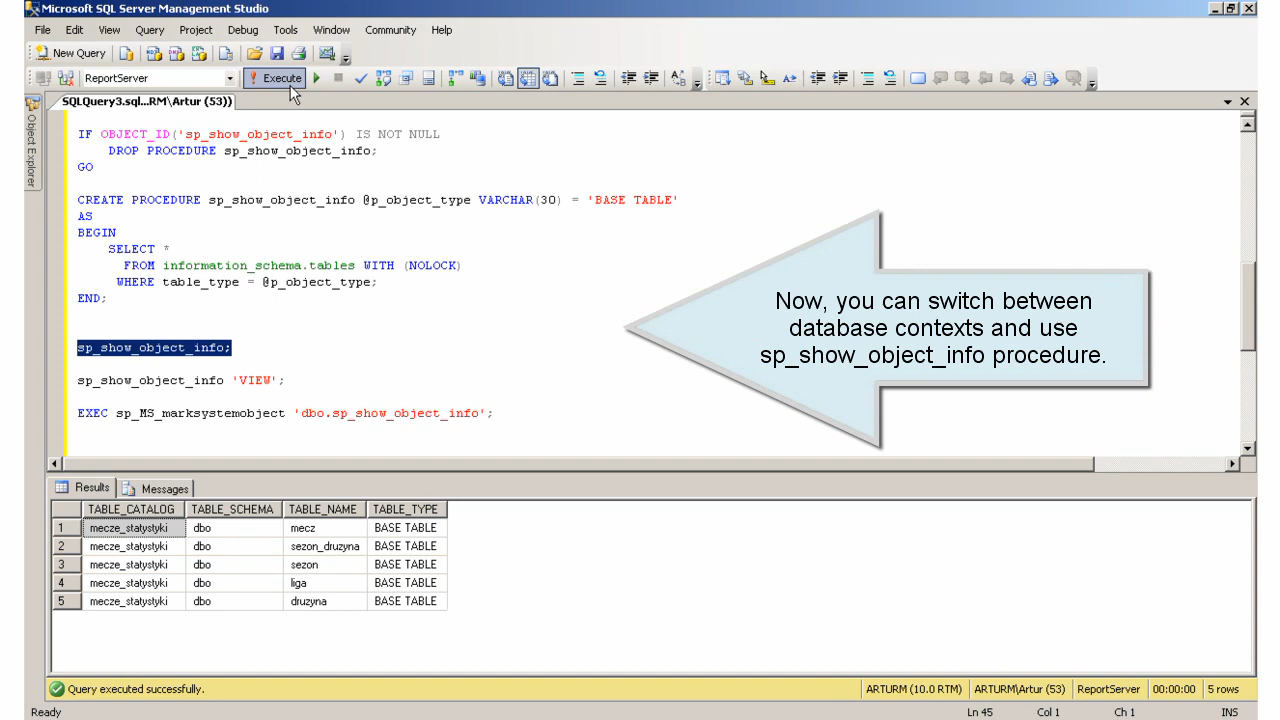 Microsoft SQL Server Management Studio
File Edit View Query Project Debug Tools Window Community Help
New Query
ReportServer Execute
SQLQuery3.sql...RM\Artur (53))
Object Explorer
IF OBJECT_ID('sp_show_object_info') IS NOT NULL
DROP PROCEDURE sp_show_object_info;
GO
CREATE PROCEDURE sp_show_object_info @p_object_type VARCHAR(30) = 'BASE TABLE'
AS
BEGIN
SELECT *
FROM information_schema.tables WITH (NOLOCK)
WHERE table_type = @p_object_type;
END;
sp_show_object_info;
sp_show_object_info 'VIEW';
EXEC sp_MS_marksystemobject 'dbo.sp_show_object_info';
Now, you can switch between
database contexts and use
sp_show_object_info procedure.
Results Messages
TABLE_CATALOG TABLE_SCHEMA TABLE_NAME TABLE_TYPE
1 mecze_statystyki dbo mecz BASE TABLE
2 mecze_statystyki dbo sezon_druzyna BASE TABLE
3 mecze_statystyki dbo sezon BASE TABLE
4 mecze_statystyki dbo liga BASE TABLE
5 mecze_statystyki dbo druzyna BASE TABLE
Query executed successfully. ARTURM (10.0 RTM) ARTURM\Artur (53) ReportServer 00:00:00 5 rows
Ready Ln 45 Col 1 Ch 1 INS